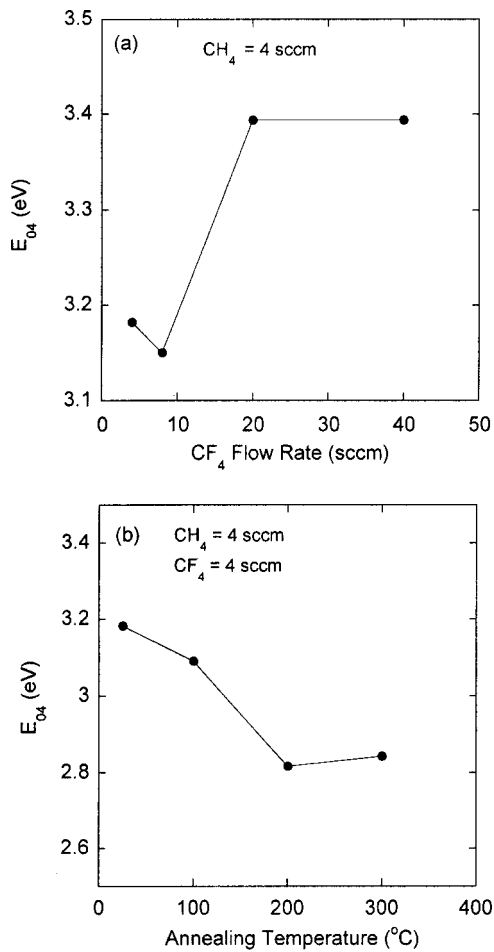 3.5
(a)
CH4 = 4 sccm
3.4
3.3
3.2
3.1
E04 (eV)
0 10 20 30 40 50
CF4 Flow Rate (sccm)
(b)
CH4 = 4 sccm
CF4 = 4 sccm
3.4
3.2
3
2.8
2.6
E04 (eV)
0 100 200 300 400
Annealing Temperature (°C)